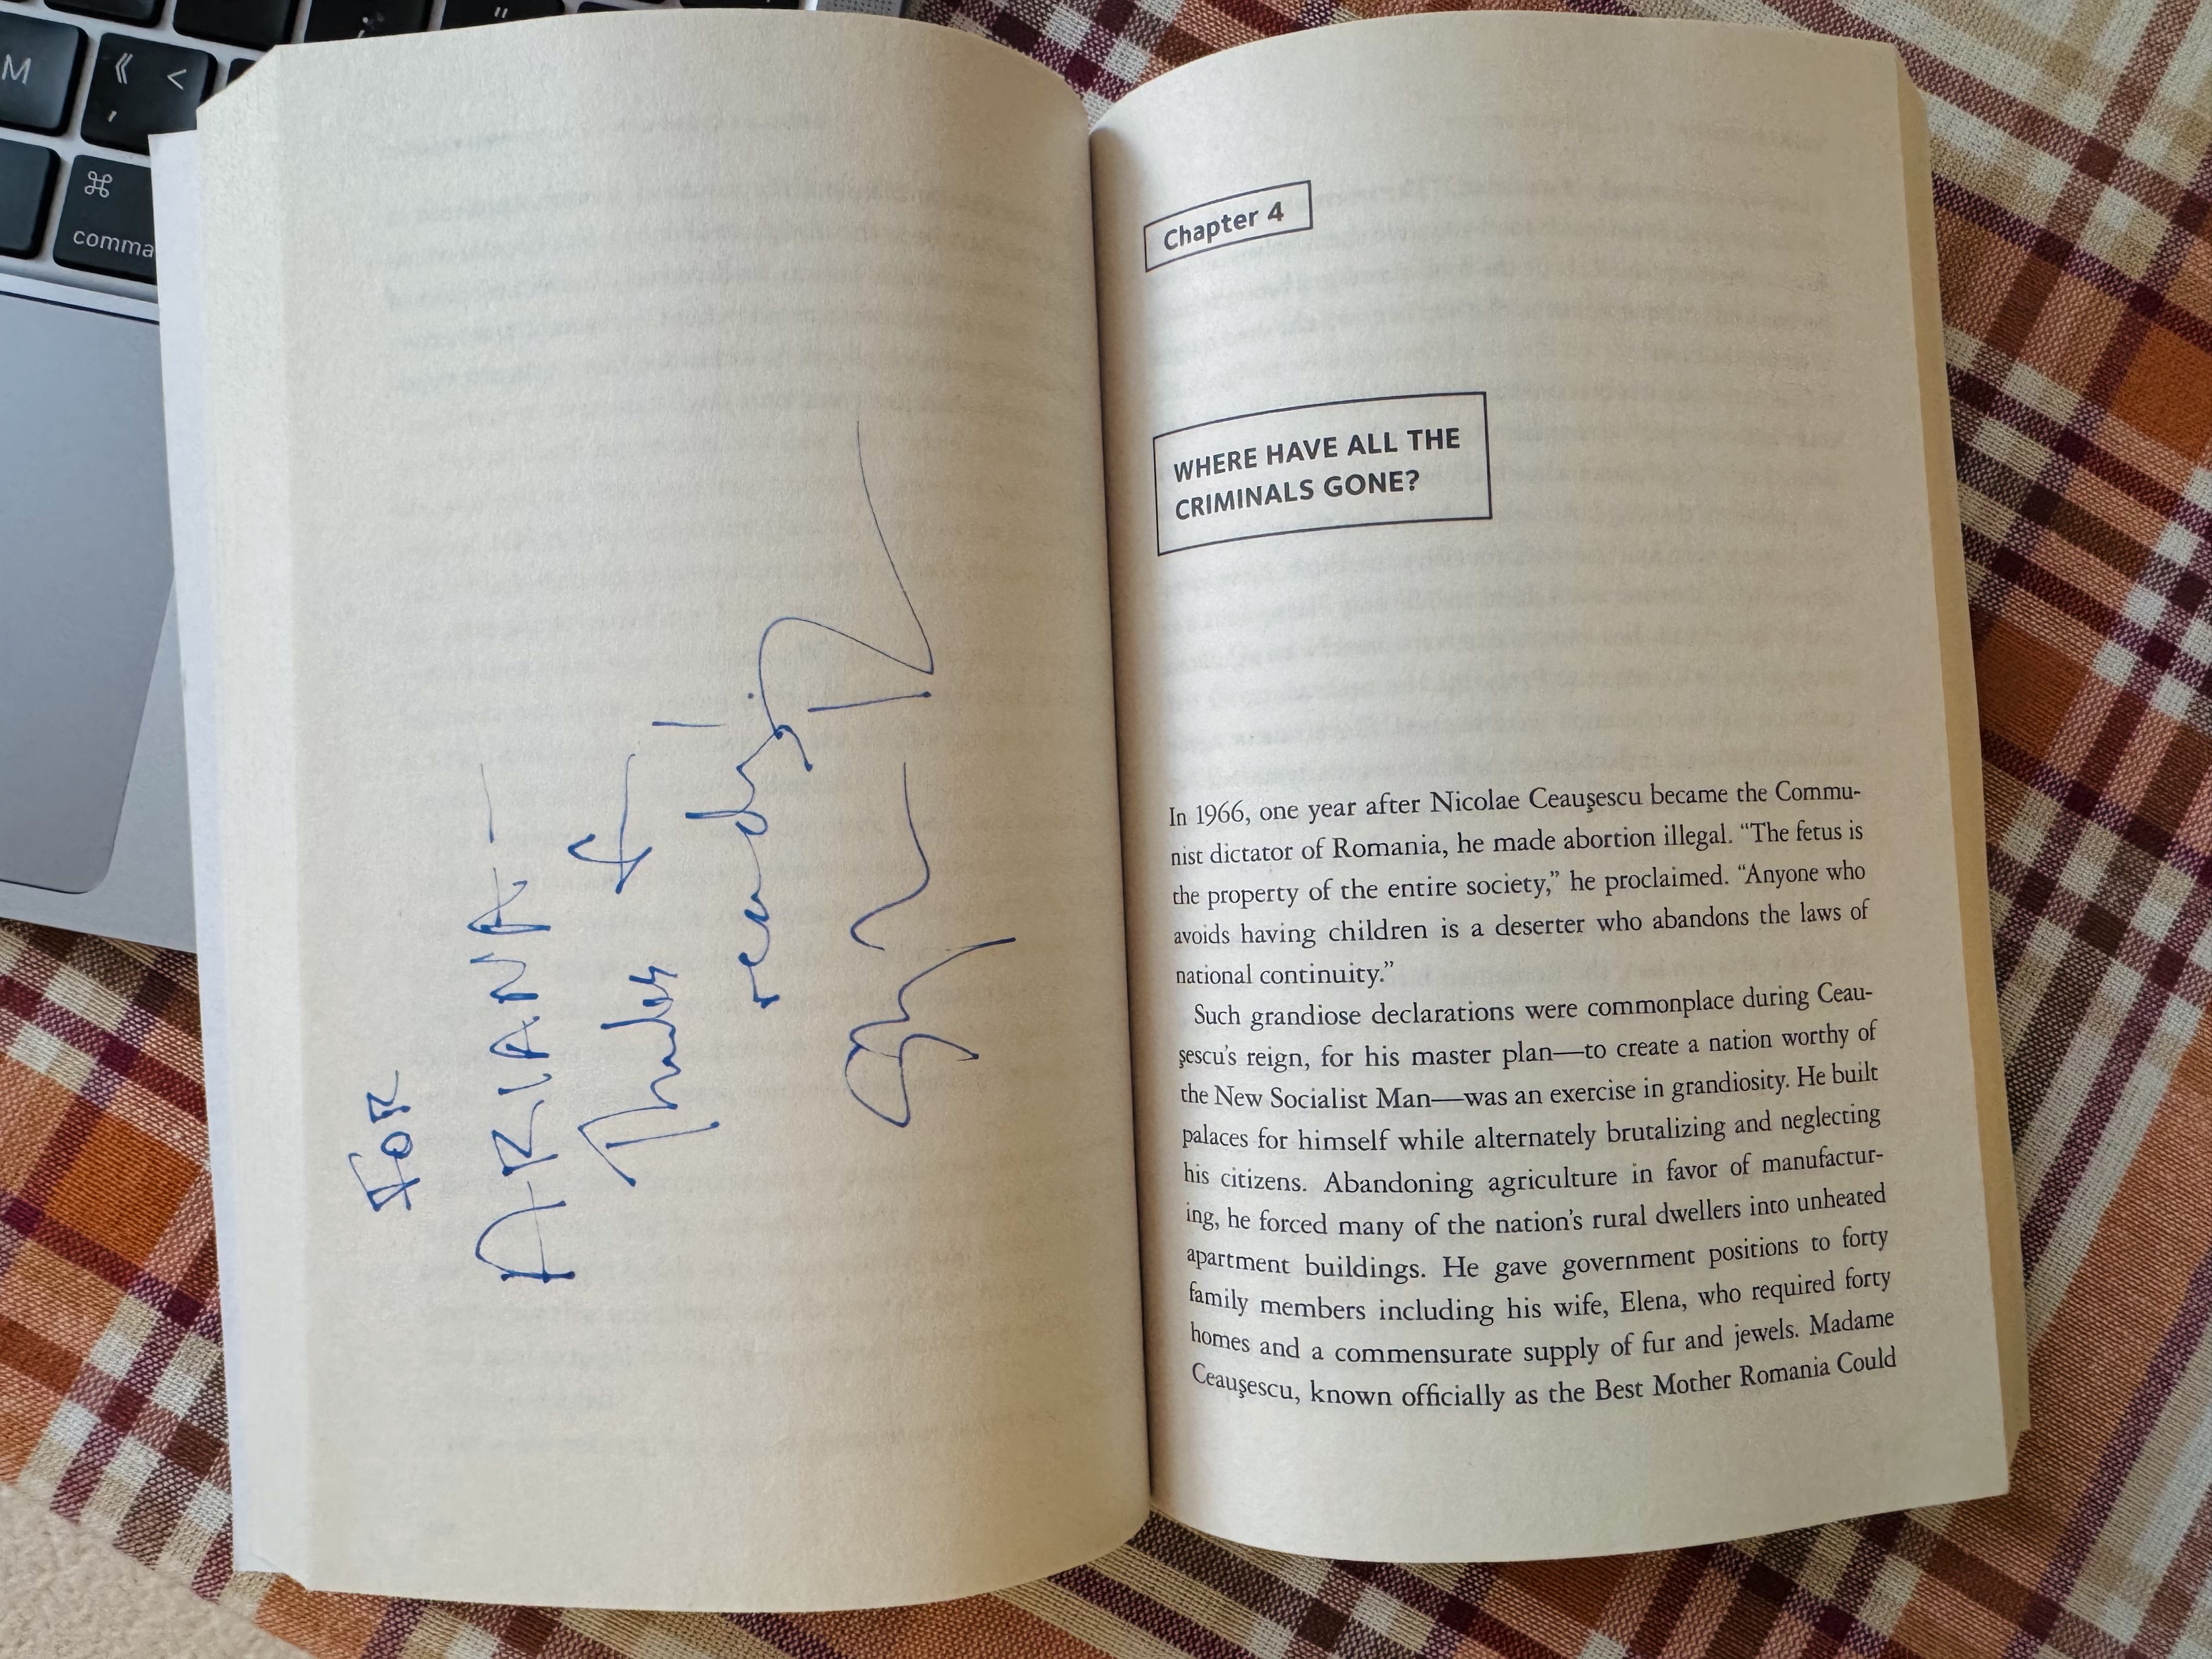 M
《 <
,
;
"
⌘
comma
FOR
ARIANA -
Thanks f
reading!
Chapter 4
WHERE HAVE ALL THE
CRIMINALS GONE?
In 1966, one year after Nicolae Ceauşescu became the Commu-
nist dictator of Romania, he made abortion illegal. “The fetus is
the property of the entire society,” he proclaimed. “Anyone who
avoids having children is a deserter who abandons the laws of
national continuity.”
Such grandiose declarations were commonplace during Ceau-
şescu’s reign, for his master plan—to create a nation worthy of
the New Socialist Man—was an exercise in grandiosity. He built
palaces for himself while alternately brutalizing and neglecting
his citizens. Abandoning agriculture in favor of manufactur-
ing, he forced many of the nation’s rural dwellers into unheated
apartment buildings. He gave government positions to forty
family members including his wife, Elena, who required forty
homes and a commensurate supply of fur and jewels. Madame
Ceauşescu, known officially as the Best Mother Romania Could